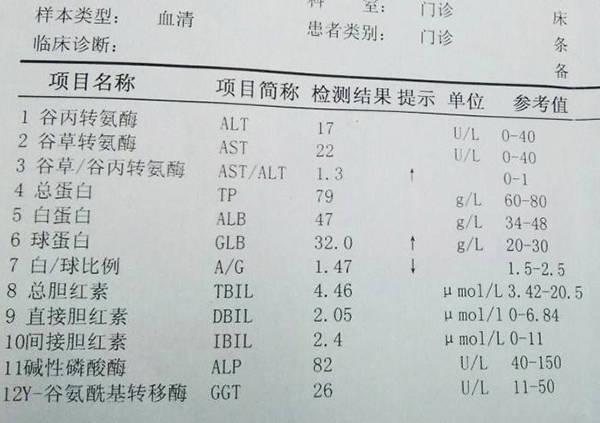 科 室: 门诊
样本类型: 血清
患者类别: 门诊
床
临床诊断:
条
备
项目名称 项目简称 检测结果 提示 单位 参考值
1 谷丙转氨酶 ALT 17 U/L 0-40
2 谷草转氨酶 AST 22 U/L 0-40
3 谷草/谷丙转氨酶 AST/ALT 1.3 ↑ 0-1
4 总蛋白 TP 79 g/L 60-80
5 白蛋白 ALB 47 g/L 34-48
6 球蛋白 GLB 32.0 ↑ g/L 20-30
7 白/球比例 A/G 1.47 ↓ 1.5-2.5
8 总胆红素 TBIL 4.46 μmol/L 3.42-20.5
9 直接胆红素 DBIL 2.05 μmol/l 0-6.84
10间接胆红素 IBIL 2.4 μmol/L 0-11
11碱性磷酸酶 ALP 82 U/L 40-150
12Y-谷氨酰基转移酶 GGT 26 U/L 11-50